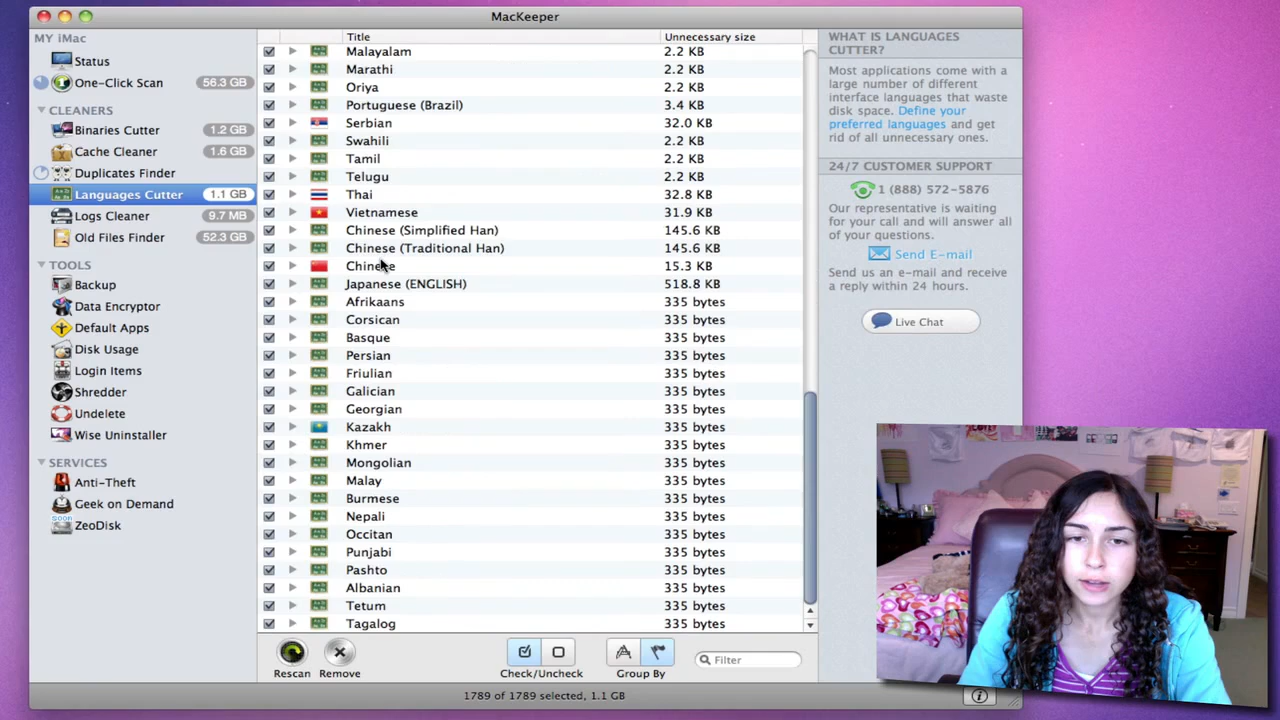 MacKeeper
MY iMac
Status
One-Click Scan 56.3 GB
CLEANERS
Binaries Cutter 1.2 GB
Cache Cleaner 1.6 GB
Duplicates Finder
Languages Cutter 1.1 GB
Logs Cleaner 9.7 MB
Old Files Finder 52.3 GB
TOOLS
Backup
Data Encryptor
Default Apps
Disk Usage
Login Items
Shredder
Undelete
Wise Uninstaller
SERVICES
Anti-Theft
Geek on Demand
SOON
ZeoDisk
Title Unnecessary size
Malayalam 2.2 KB
Marathi 2.2 KB
Oriya 2.2 KB
Portuguese (Brazil) 3.4 KB
Serbian 32.0 KB
Swahili 2.2 KB
Tamil 2.2 KB
Telugu 2.2 KB
Thai 32.8 KB
Vietnamese 31.9 KB
Chinese (Simplified Han) 145.6 KB
Chinese (Traditional Han) 145.6 KB
Chinese 15.3 KB
Japanese (ENGLISH) 518.8 KB
Afrikaans 335 bytes
Corsican 335 bytes
Basque 335 bytes
Persian 335 bytes
Friulian 335 bytes
Galician 335 bytes
Georgian 335 bytes
Kazakh 335 bytes
Khmer 335 bytes
Mongolian 335 bytes
Malay 335 bytes
Burmese 335 bytes
Nepali 335 bytes
Occitan 335 bytes
Punjabi 335 bytes
Pashto 335 bytes
Albanian 335 bytes
Tetum 335 bytes
Tagalog 335 bytes
Rescan Remove Check/Uncheck Group By Filter
1789 of 1789 selected, 1.1 GB
WHAT IS LANGUAGES
CUTTER?
Most applications come with a
large number of different
interface languages that waste
disk space. Define your
preferred languages and get
rid of all unnecessary ones.
24/7 CUSTOMER SUPPORT
1 (888) 572-5876
Our representative is waiting
for your call and will answer all
of your questions.
Send E-mail
Send us an e-mail and receive
a reply within 24 hours.
Live Chat